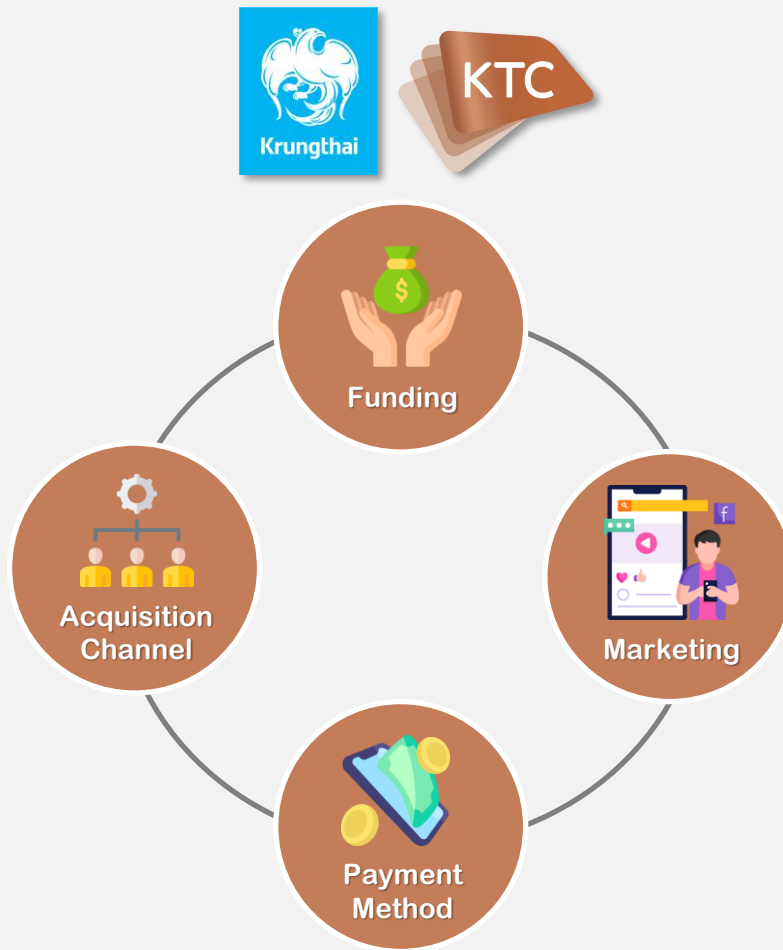 Krungthai
KTC
$
Funding
Acquisition
Channel
f
Marketing
Payment
Method